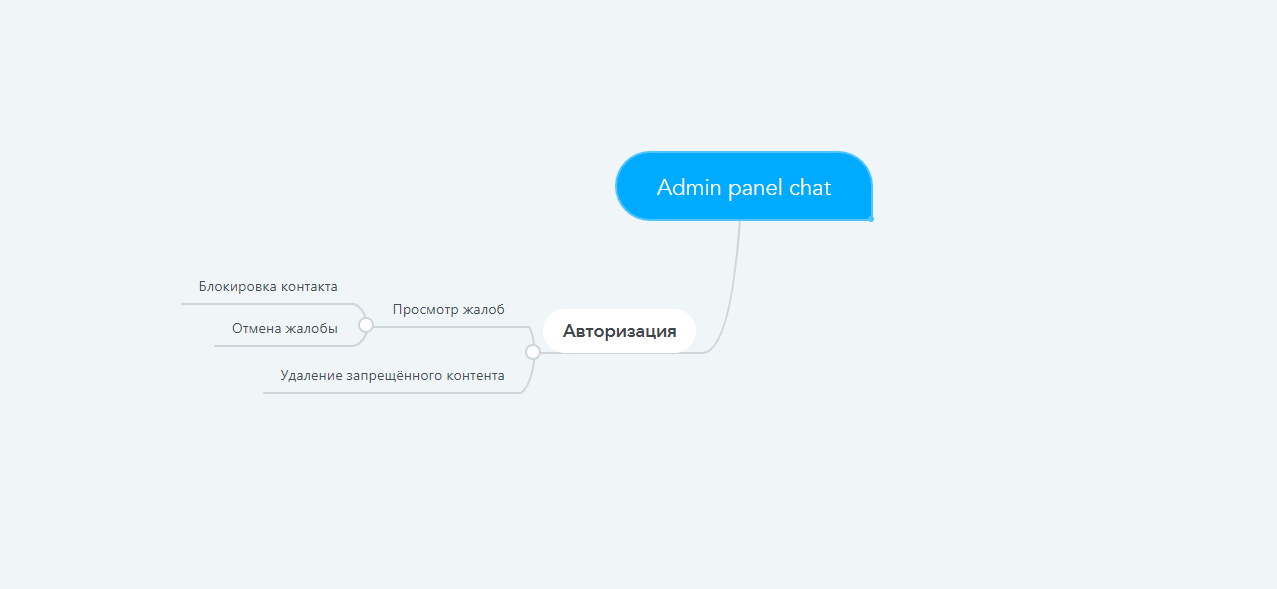 Admin panel chat
Блокировка контакта
Просмотр жалоб
Отмена жалобы
Авторизация
Удаление запрещённого контента